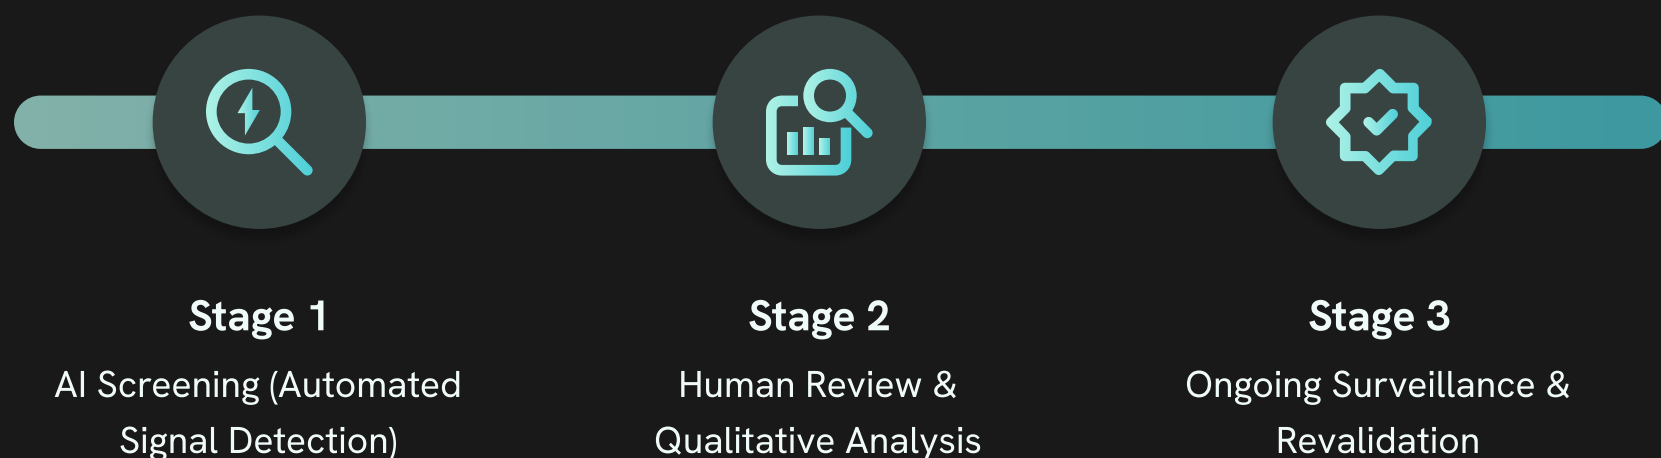 Stage 1
AI Screening (Automated
Signal Detection)
Stage 2
Human Review &
Qualitative Analysis
Stage 3
Ongoing Surveillance &
Revalidation